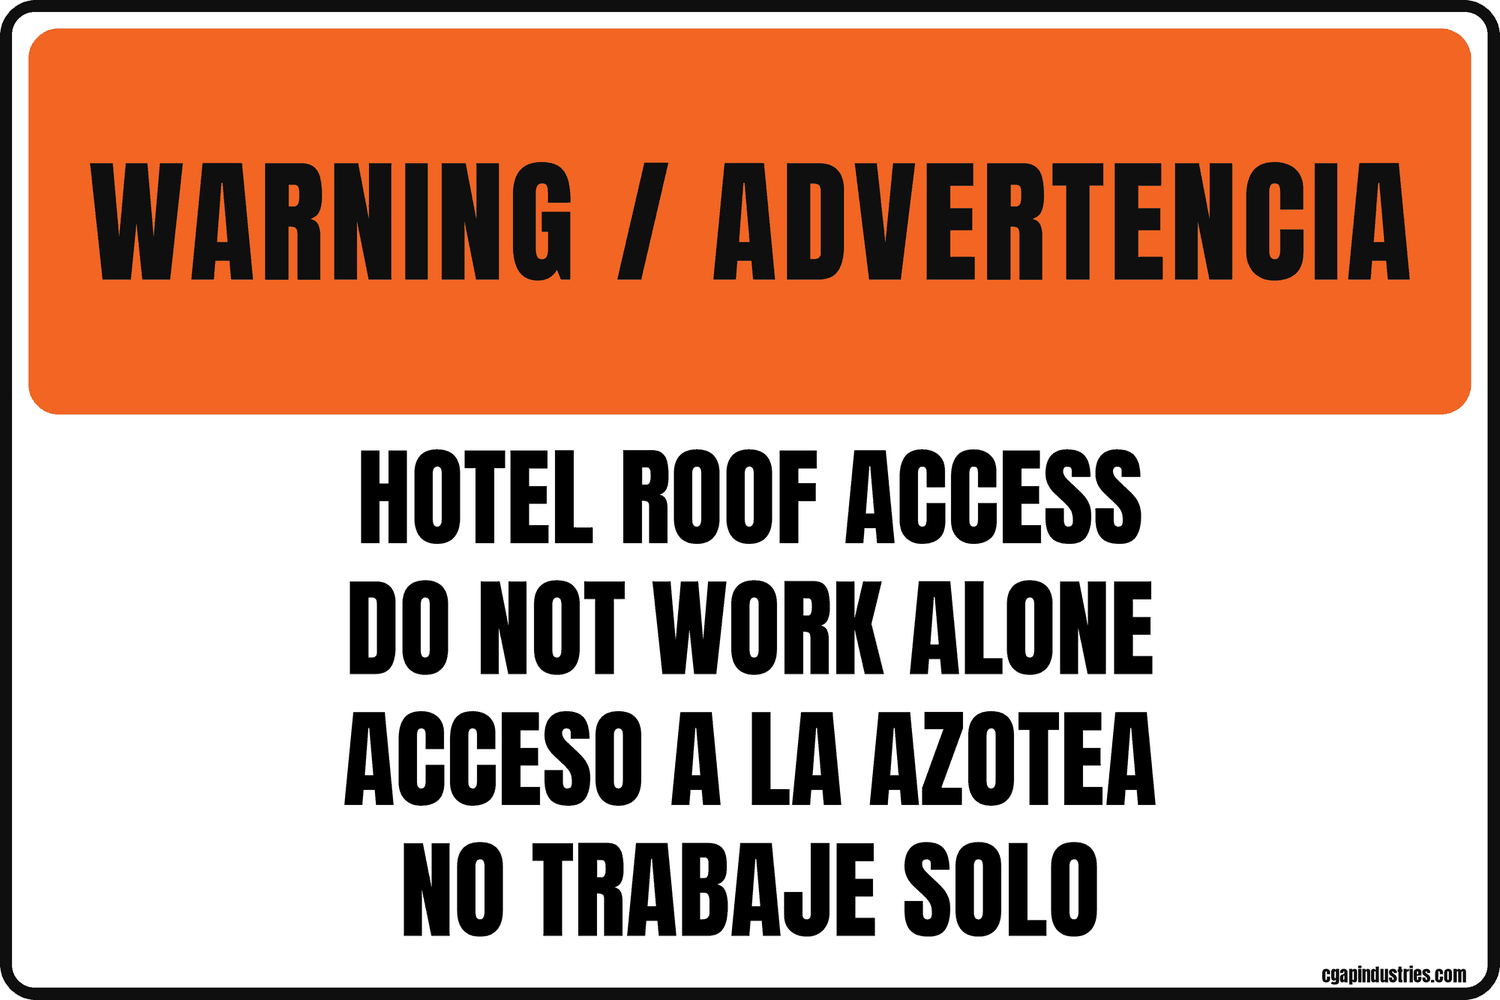 WARNING / ADVERTENCIA
HOTEL ROOF ACCESS
DO NOT WORK ALONE
ACCESO A LA AZOTEA
NO TRABAJE SOLO
cgapindustries.com